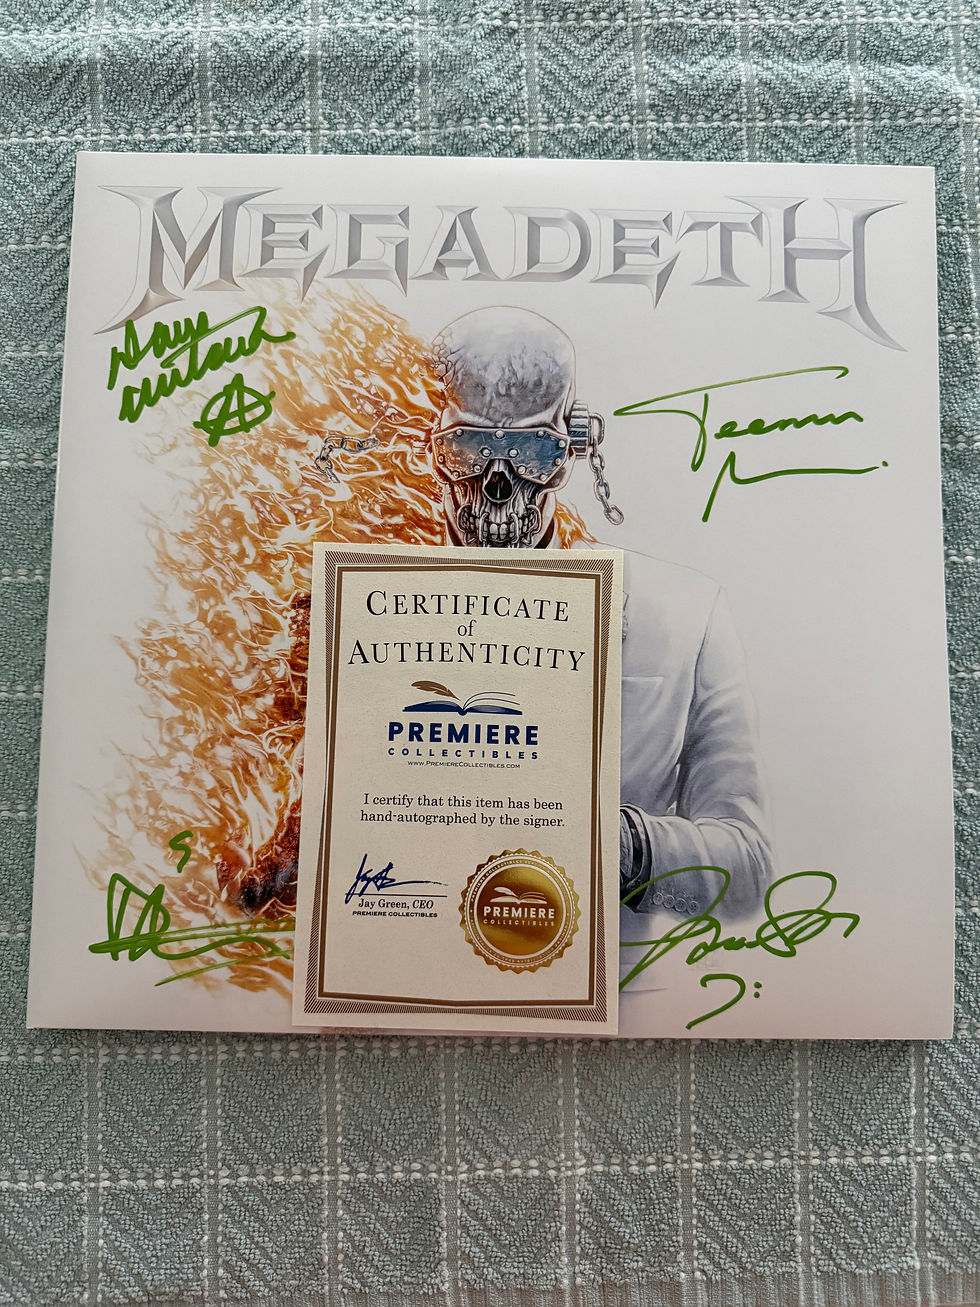 MEGADETH
Dave
Mustaine
A
Teemu
CERTIFICATE
of
AUTHENTICITY
PREMIERE
COLLECTIBLES
www.PremiereCollectibles.com
I certify that this item has been
hand-autographed by the signer.
Jay Green, CEO
PREMIERE COLLECTIBLES
PREMIERE
COLLECTIBLES